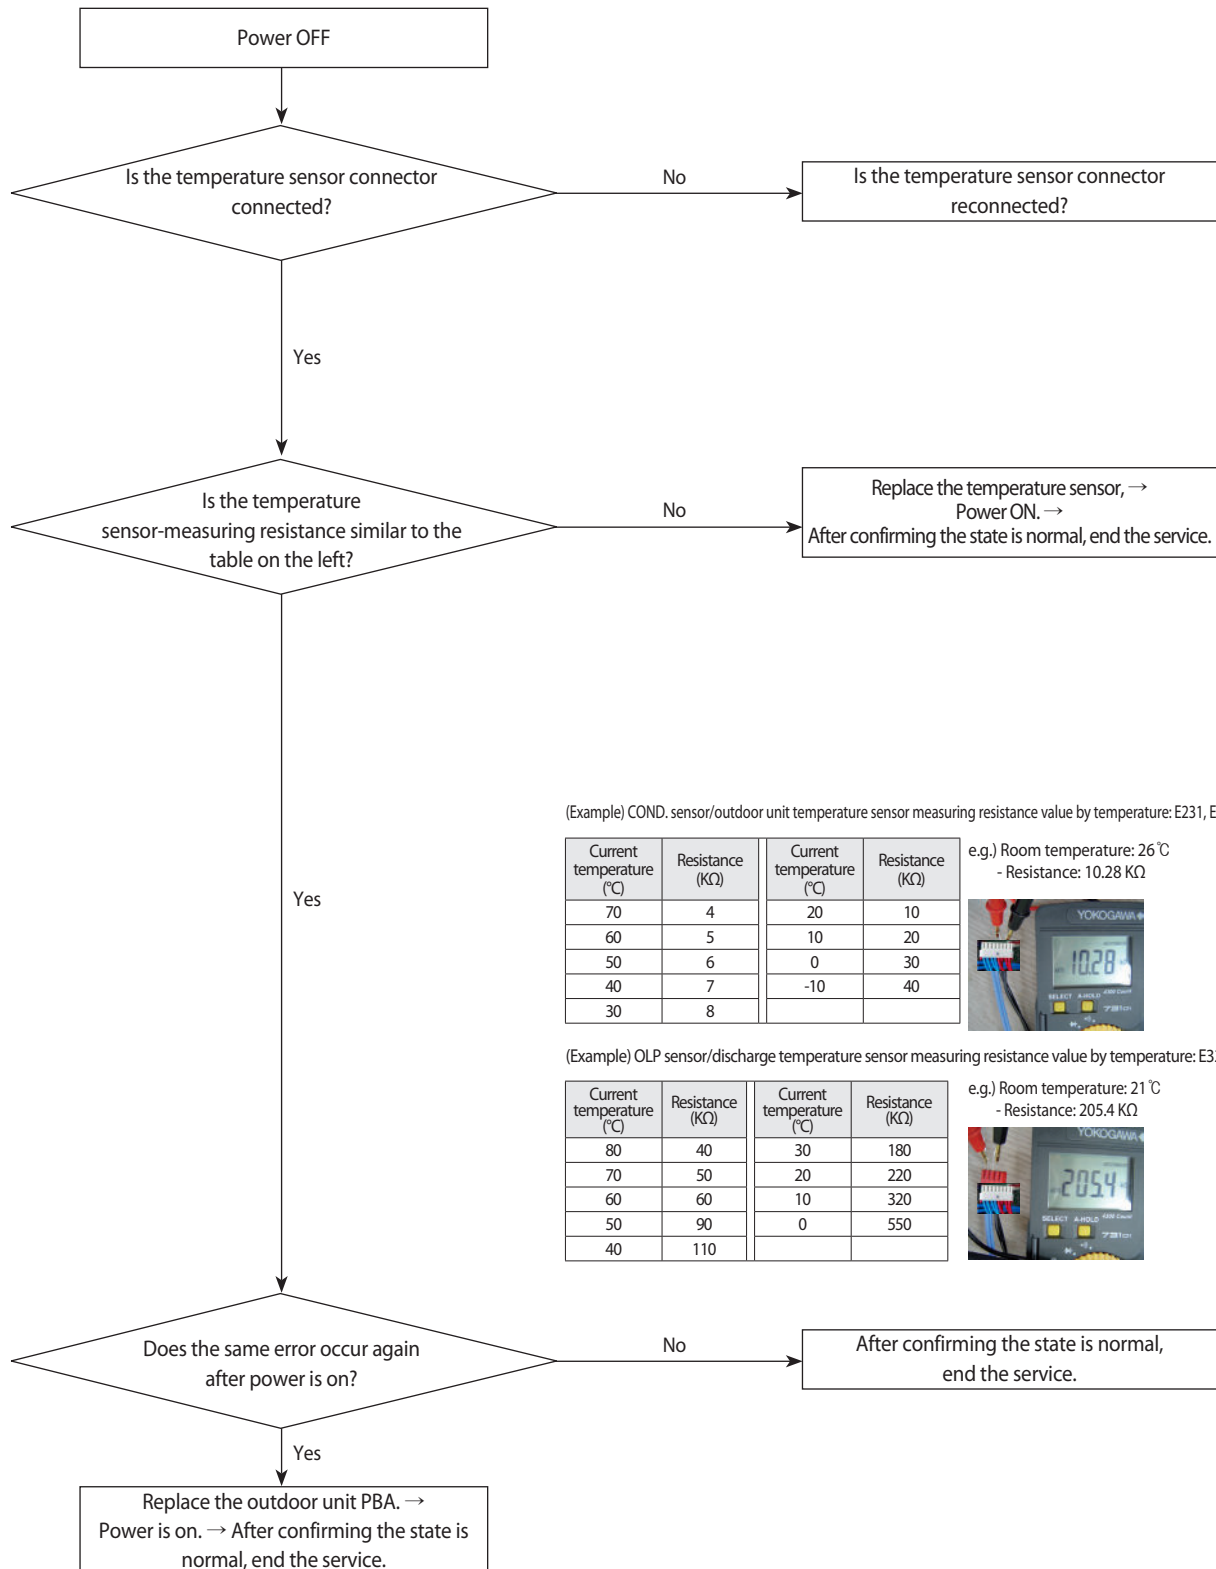 Power OFF
Is the temperature sensor connector
connected?
No
Is the temperature sensor connector
reconnected?
Yes
Is the temperature
sensor-measuring resistance similar to the
table on the left?
No
Replace the temperature sensor, →
Power ON. →
After confirming the state is normal, end the service.
Yes
(Example) COND. sensor/outdoor unit temperature sensor measuring resistance value by temperature: E231, E
Current temperature (℃) Resistance (KΩ) Current temperature (℃) Resistance (KΩ)
70 4 20 10
60 5 10 20
50 6 0 30
40 7 -10 40
30 8
e.g.) Room temperature: 26℃
- Resistance: 10.28 KΩ
YOKOGAWA
10.28
SELECT A-HOLD
(Example) OLP sensor/discharge temperature sensor measuring resistance value by temperature: E3
Current temperature (℃) Resistance (KΩ) Current temperature (℃) Resistance (KΩ)
80 40 30 180
70 50 20 220
60 60 10 320
50 90 0 550
40 110
e.g.) Room temperature: 21℃
- Resistance: 205.4 KΩ
YOKOGAWA
205.4
SELECT A-HOLD
Does the same error occur again
after power is on?
No
After confirming the state is normal,
end the service.
Yes
Replace the outdoor unit PBA. →
Power is on. → After confirming the state is
normal, end the service.